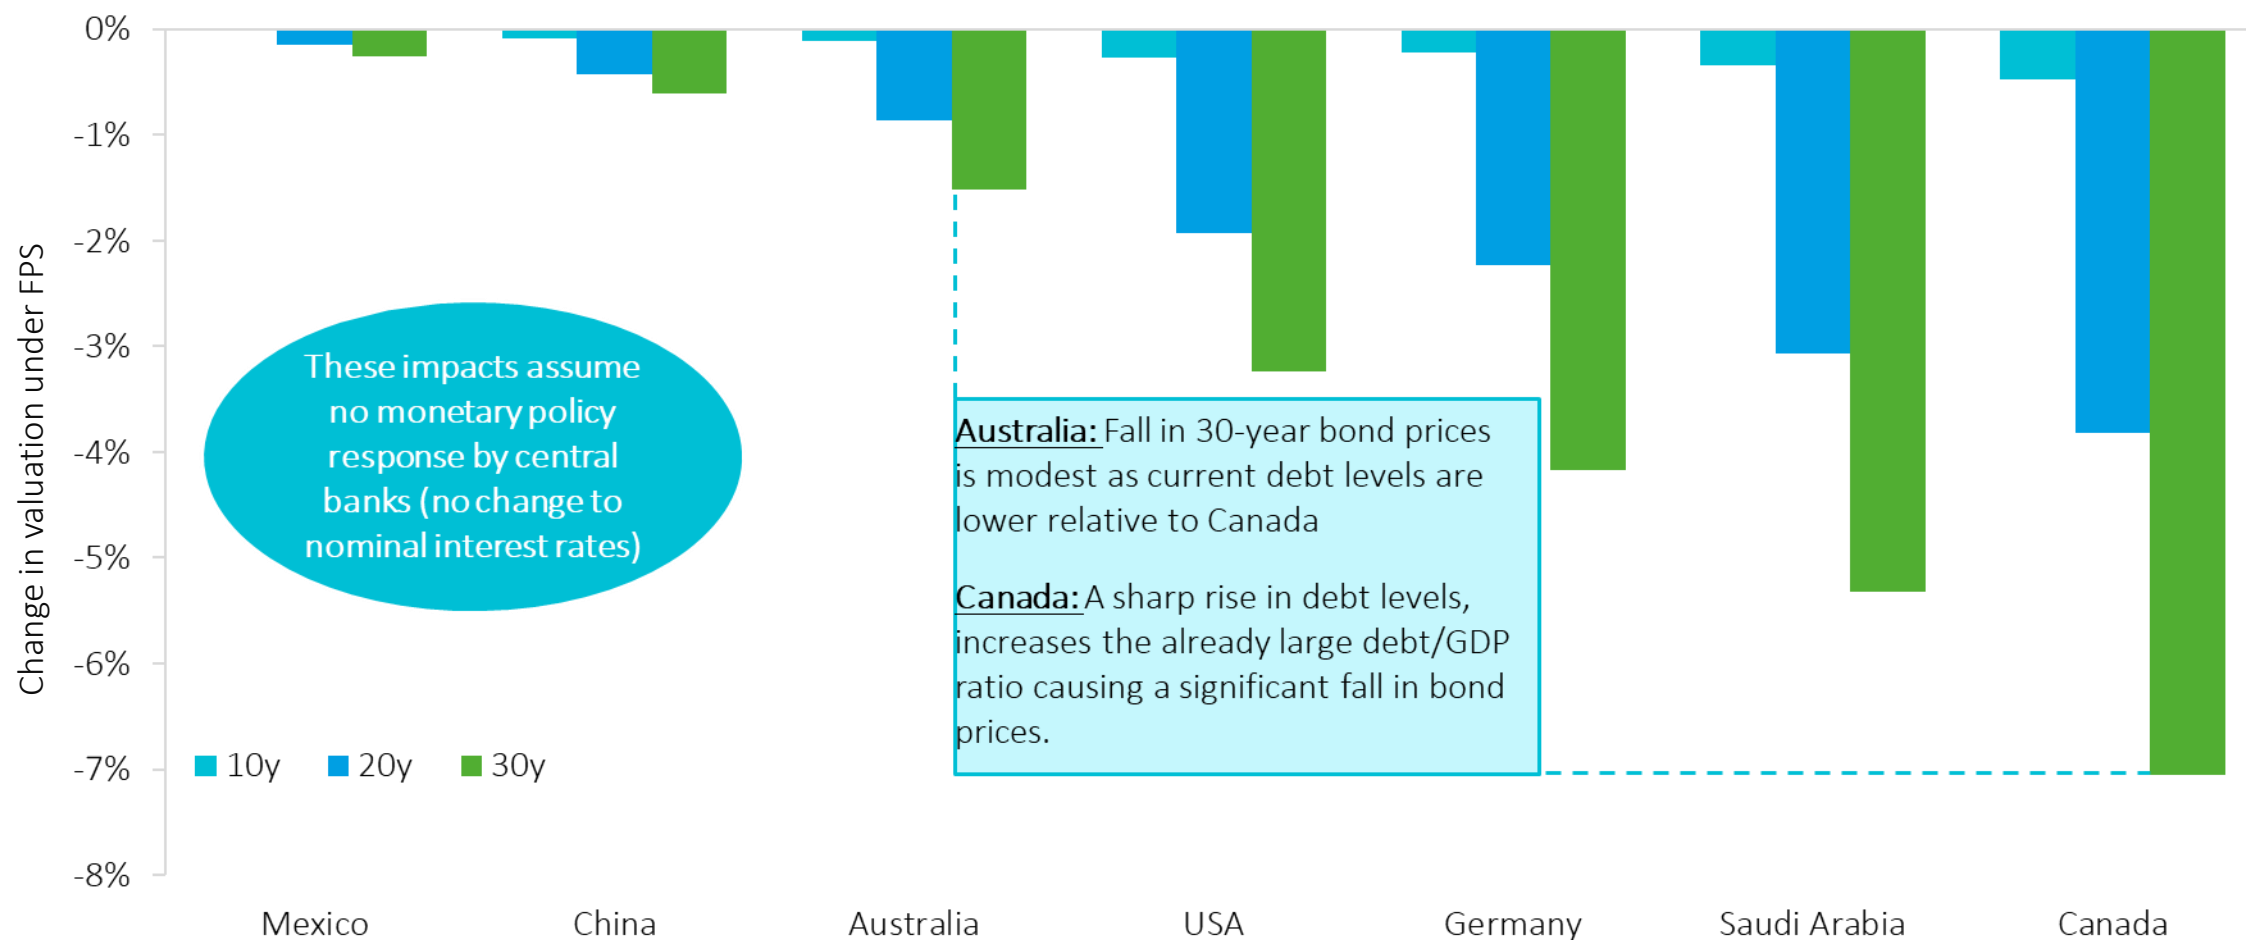 Change in valuation under FPS
0%
-1%
-2%
-3%
-4%
-5%
-6%
-7%
-8%
These impacts assume
no monetary policy
response by central
banks (no change to
nominal interest rates)
Australia: Fall in 30-year bond prices
is modest as current debt levels are
lower relative to Canada
Canada: A sharp rise in debt levels,
increases the already large debt/GDP
ratio causing a significant fall in bond
prices.
10y 20y 30y
Mexico China Australia USA Germany Saudi Arabia Canada